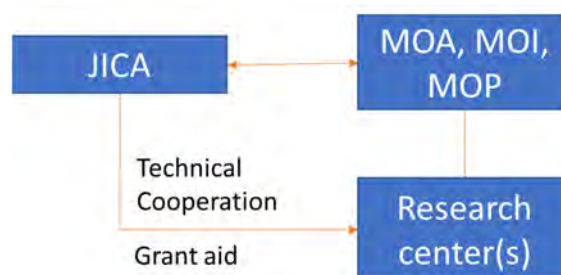 JICA
MOA, MOI,
MOP
Technical
Cooperation
Grant aid
Research
center(s)